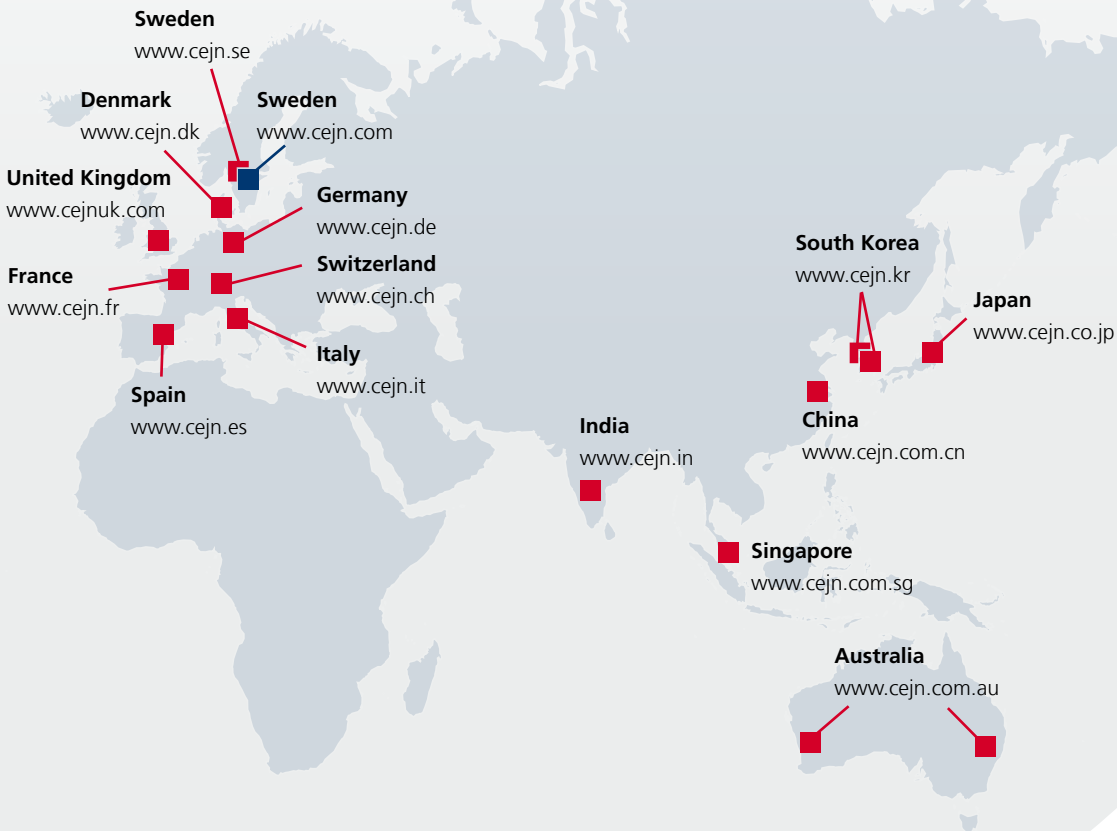 Sweden
www.cejn.se
Denmark
www.cejn.dk
Sweden
www.cejn.com
United Kingdom
www.cejnuk.com
Germany
www.cejn.de
France
www.cejn.fr
Switzerland
www.cejn.ch
Italy
www.cejn.it
Spain
www.cejn.es
South Korea
www.cejn.kr
Japan
www.cejn.co.jp
China
www.cejn.com.cn
India
www.cejn.in
Singapore
www.cejn.com.sg
Australia
www.cejn.com.au